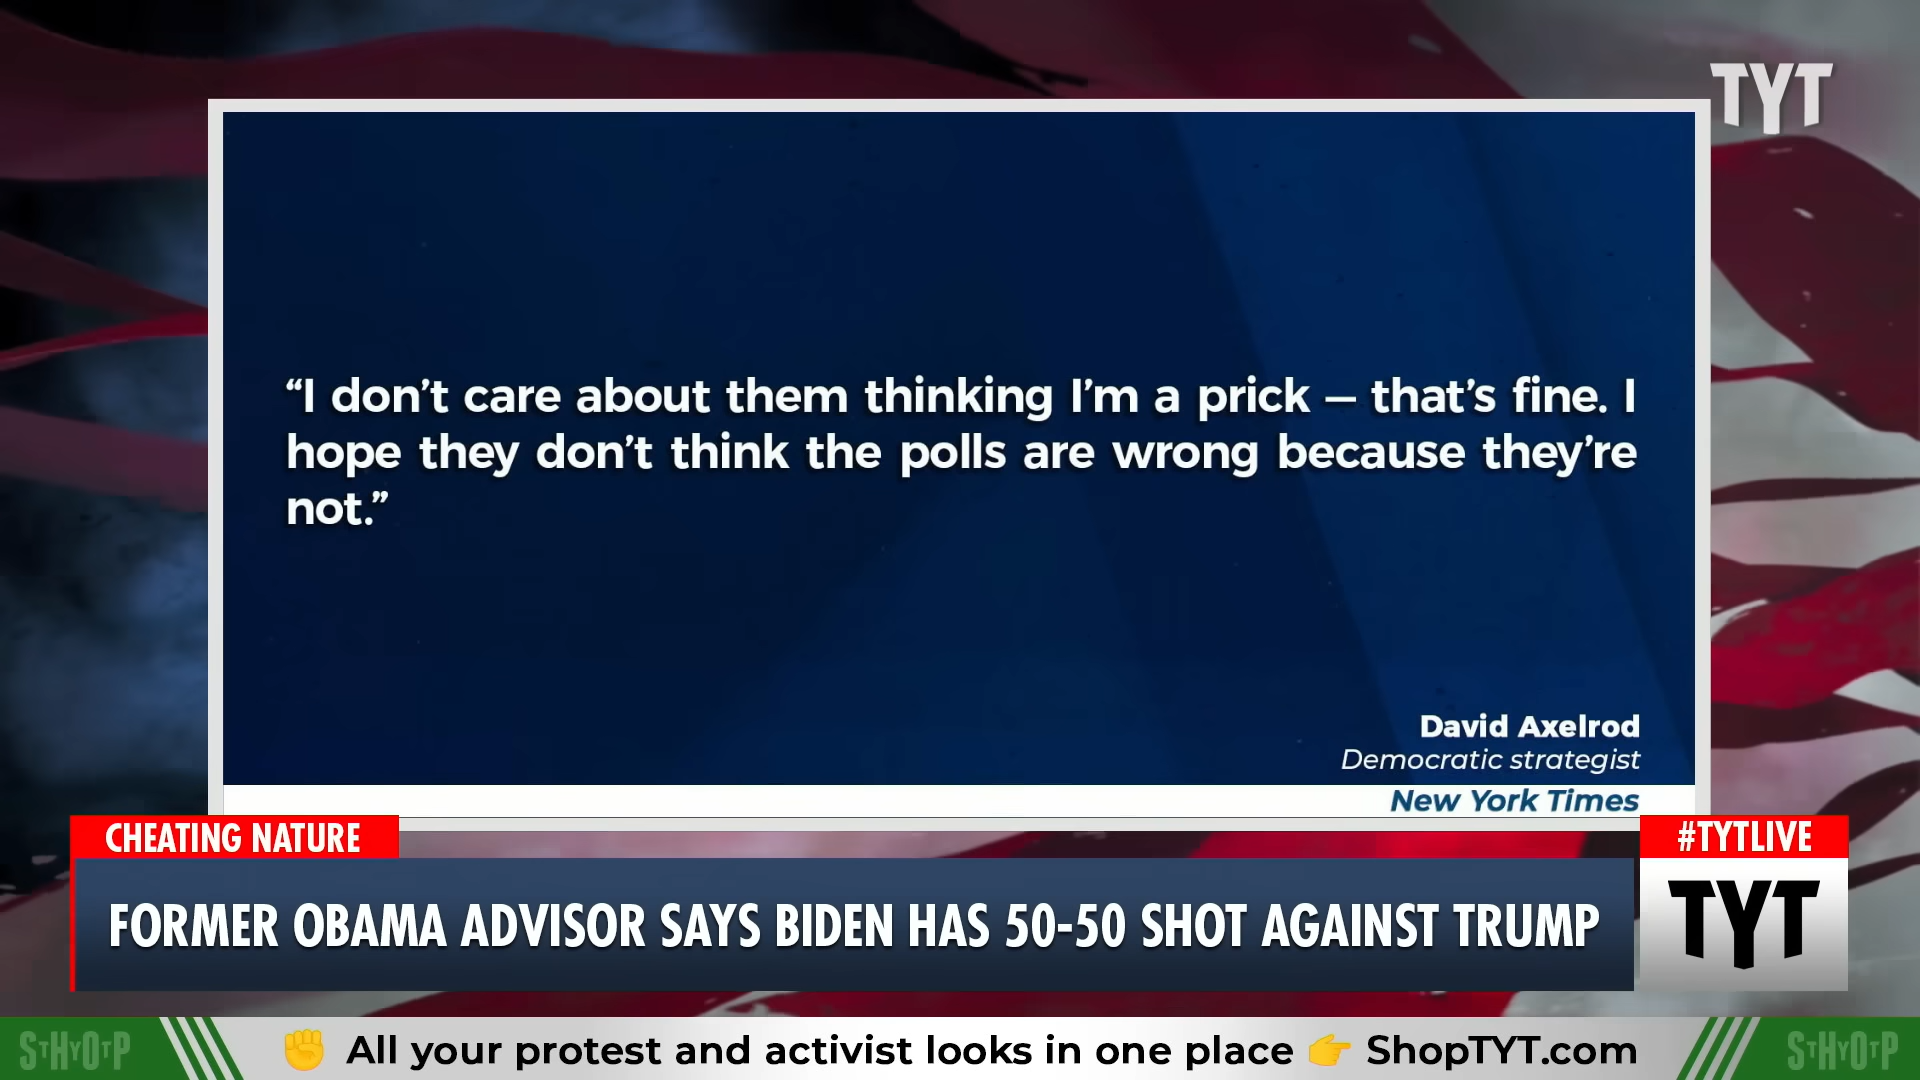 TYT
“I don’t care about them thinking I’m a prick – that’s fine. I
hope they don’t think the polls are wrong because they’re
not.”
David Axelrod
Democratic strategist
New York Times
CHEATING NATURE
#TYTLIVE
FORMER OBAMA ADVISOR SAYS BIDEN HAS 50-50 SHOT AGAINST TRUMP
TYT
SHOP
TYT
All your protest and activist looks in one place
ShopTYT.com
SHOP
TYT